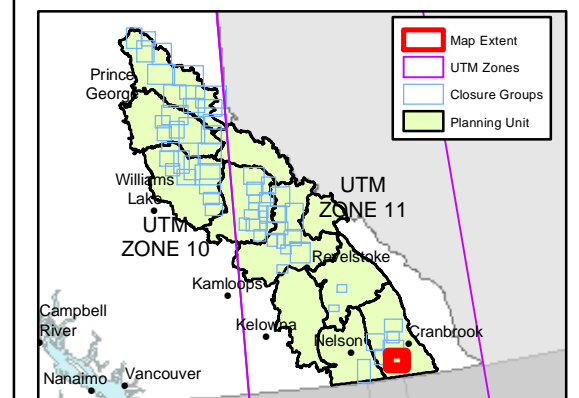 Map Extent
UTM Zones
Closure Groups
Planning Unit
Prince
George
Williams
Lake
UTM
ZONE 10
UTM
ZONE 11
Revelstoke
Kamloops
Campbell
River
Kelowna
Nelson
Cranbrook
Nanaimo
Vancouver